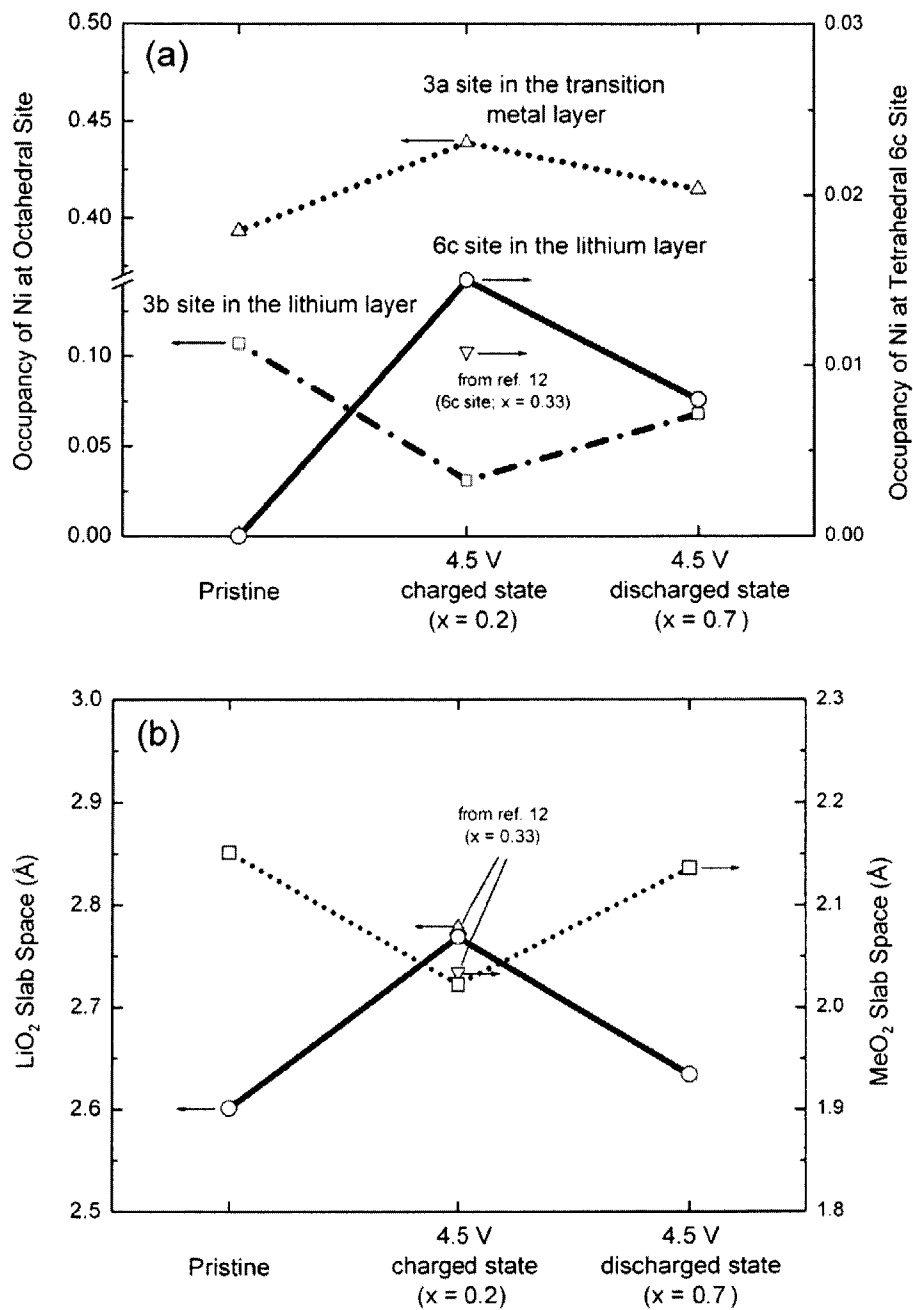 (a)
Occupancy of Ni at Octahedral Site
0.50
0.45
0.40
0.10
0.05
0.00
Occupancy of Ni at Tetrahedral 6c Site
0.03
0.02
0.01
0.00
3a site in the transition
metal layer
6c site in the lithium layer
3b site in the lithium layer
from ref. 12
(6c site; x = 0.33)
Pristine
4.5 V
charged state
(x = 0.2)
4.5 V
discharged state
(x = 0.7)
(b)
LiO₂ Slab Space (Å)
3.0
2.9
2.8
2.7
2.6
2.5
MeO₂ Slab Space (Å)
2.3
2.2
2.1
2.0
1.9
1.8
from ref. 12
(x = 0.33)
Pristine
4.5 V
charged state
(x = 0.2)
4.5 V
discharged state
(x = 0.7)